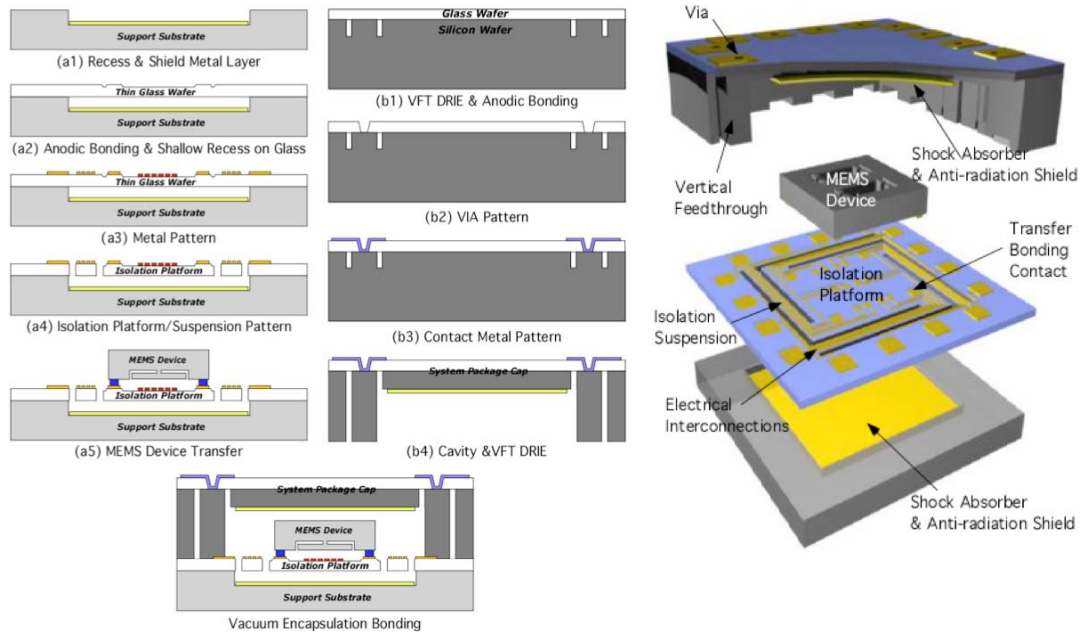 Support Substrate
(a1) Recess & Shield Metal Layer
Thin Glass Wafer
Support Substrate
(a2) Anodic Bonding & Shallow Recess on Glass
Thin Glass Wafer
Support Substrate
(a3) Metal Pattern
Isolation Platform
Support Substrate
(a4) Isolation Platform/Suspension Pattern
MEMS Device
Isolation Platform
Support Substrate
(a5) MEMS Device Transfer
Glass Wafer
Silicon Wafer
(b1) VFT DRIE & Anodic Bonding
(b2) VIA Pattern
(b3) Contact Metal Pattern
System Package Cap
(b4) Cavity &VFT DRIE
System Package Cap
MEMS Device
Isolation Platform
Support Substrate
Vacuum Encapsulation Bonding
Via
Shock Absorber
& Anti-radiation Shield
Vertical
Feedthrough
MEMS
Device
Transfer
Bonding
Contact
Isolation
Platform
Isolation
Suspension
Electrical
Interconnections
Shock Absorber
& Anti-radiation Shield